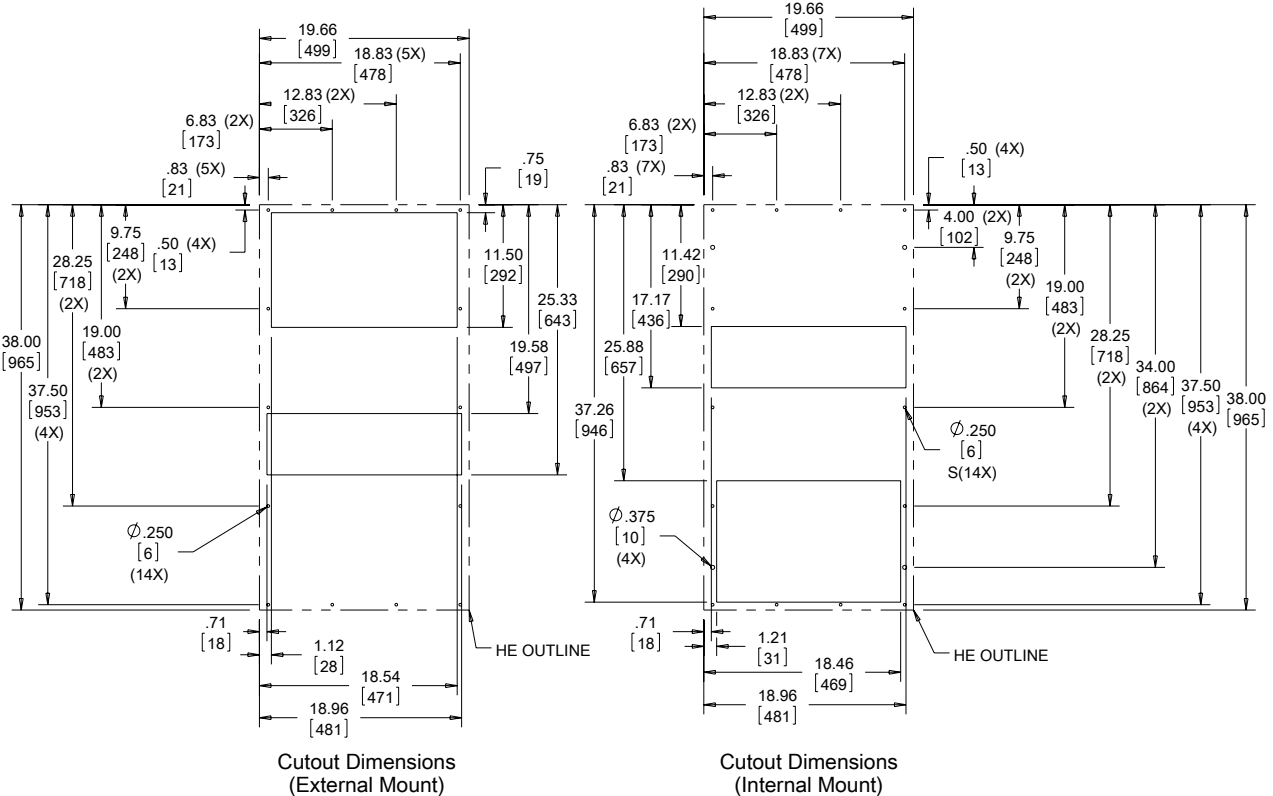 19.66
[499]
18.83 (5X)
[478]
12.83 (2X)
[326]
6.83 (2X)
[173]
.83 (5X)
[21]
.75
[19]
9.75
[248]
(2X)
.50 (4X)
[13]
28.25
[718]
(2X)
11.50
[292]
25.33
[643]
38.00
[965]
19.00
[483]
(2X)
19.58
[497]
37.50
[953]
(4X)
Ø.250
[6]
(14X)
.71
[18]
1.12
[28]
HE OUTLINE
18.54
[471]
18.96
[481]
Cutout Dimensions
(External Mount)
19.66
[499]
18.83 (7X)
[478]
12.83 (2X)
[326]
6.83 (2X)
[173]
.83 (7X)
[21]
.50 (4X)
[13]
4.00 (2X)
[102]
9.75
[248]
(2X)
11.42
[290]
17.17
[436]
19.00
[483]
(2X)
25.88
[657]
28.25
[718]
(2X)
34.00
[864]
(2X)
37.50
[953]
(4X)
38.00
[965]
37.26
[946]
Ø.250
[6]
S(14X)
Ø.375
[10]
(4X)
.71
[18]
1.21
[31]
HE OUTLINE
18.46
[469]
18.96
[481]
Cutout Dimensions
(Internal Mount)